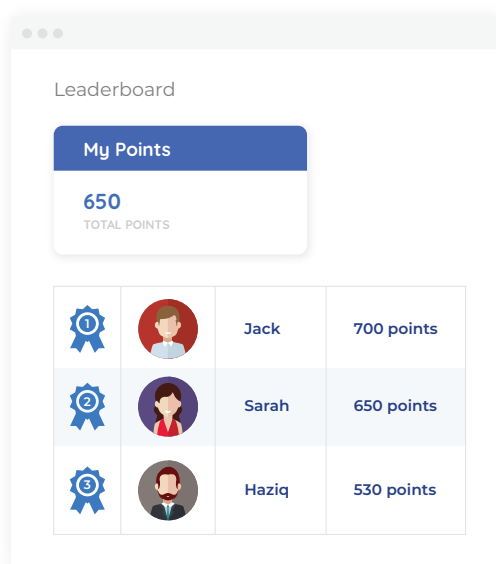 Leaderboard
My Points
650
TOTAL POINTS
1 Jack 700 points
2 Sarah 650 points
3 Haziq 530 points